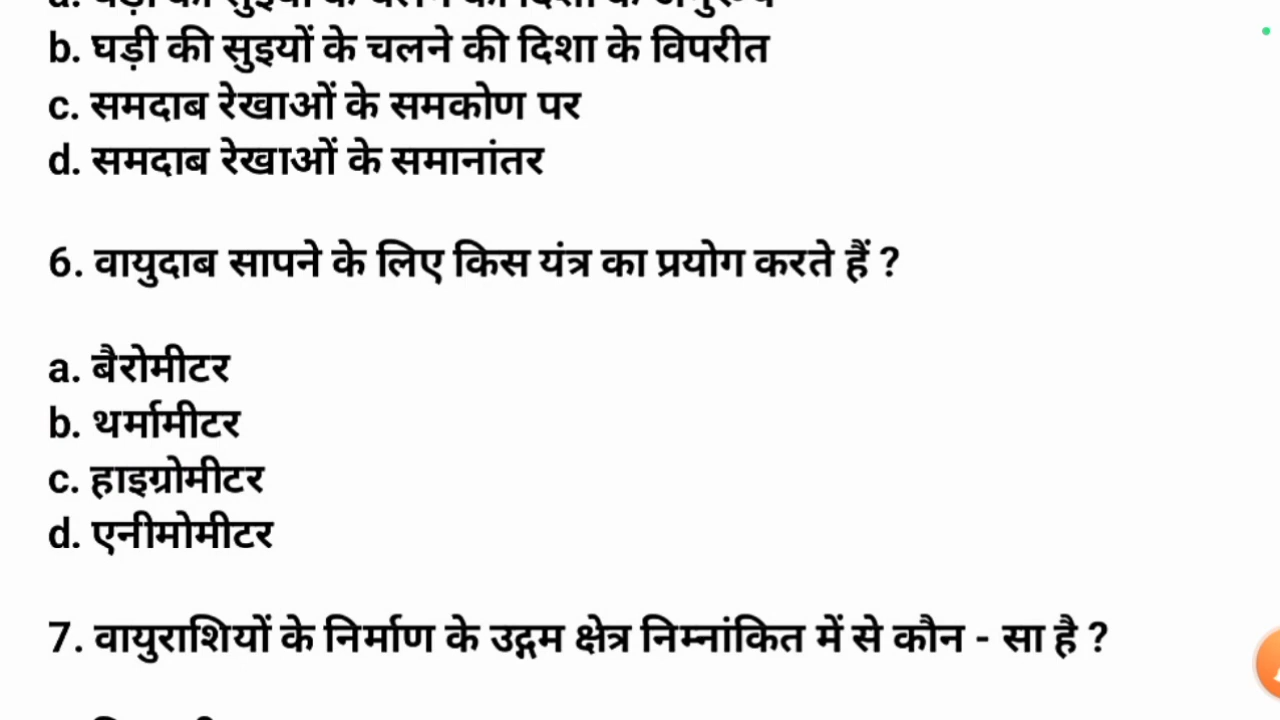 b. घड़ी की सुइयों के चलने की दिशा के विपरीत
c. समदाब रेखाओं के समकोण पर
d. समदाब रेखाओं के समानांतर
6. वायुदाब सापने के लिए किस यंत्र का प्रयोग करते हैं ?
a. बैरोमीटर
b. थर्मामीटर
c. हाइग्रोमीटर
d. एनीमोमीटर
7. वायुराशियों के निर्माण के उद्गम क्षेत्र निम्नांकित में से कौन - सा है ?